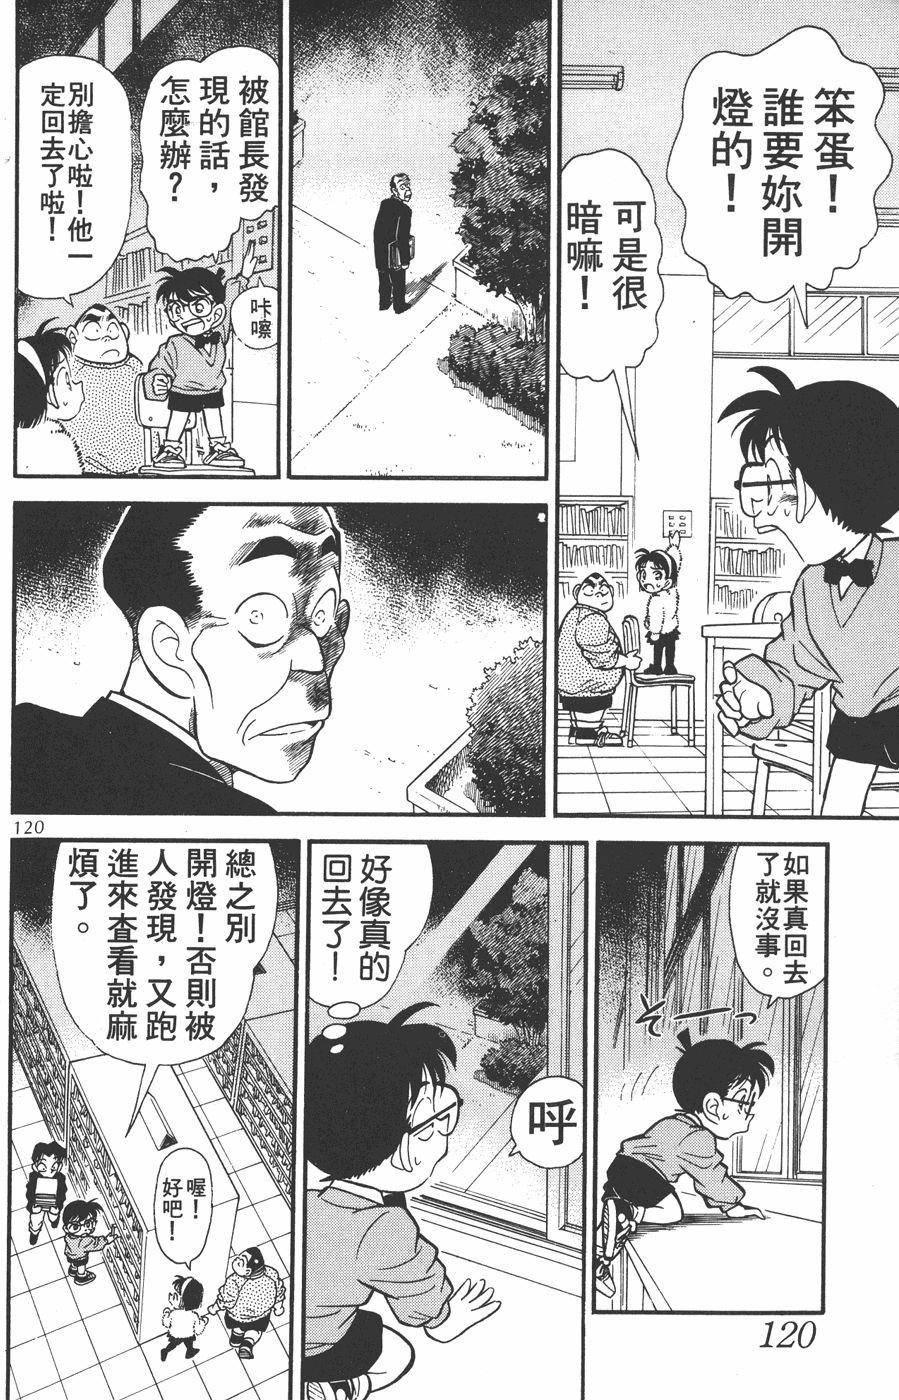 笨蛋！
誰要妳開
燈的！
可是很
暗嘛！
被館長發
現的話，
怎麼辦？
咔嚓
別擔心啦！他一
定回去了啦！
如果真回去
了就沒事。
そーっ
好像真的
回去了！
呼
總之別
開燈！否則被
人發現，又跑
進來查看就麻
煩了。
喔！
好吧！
120
120